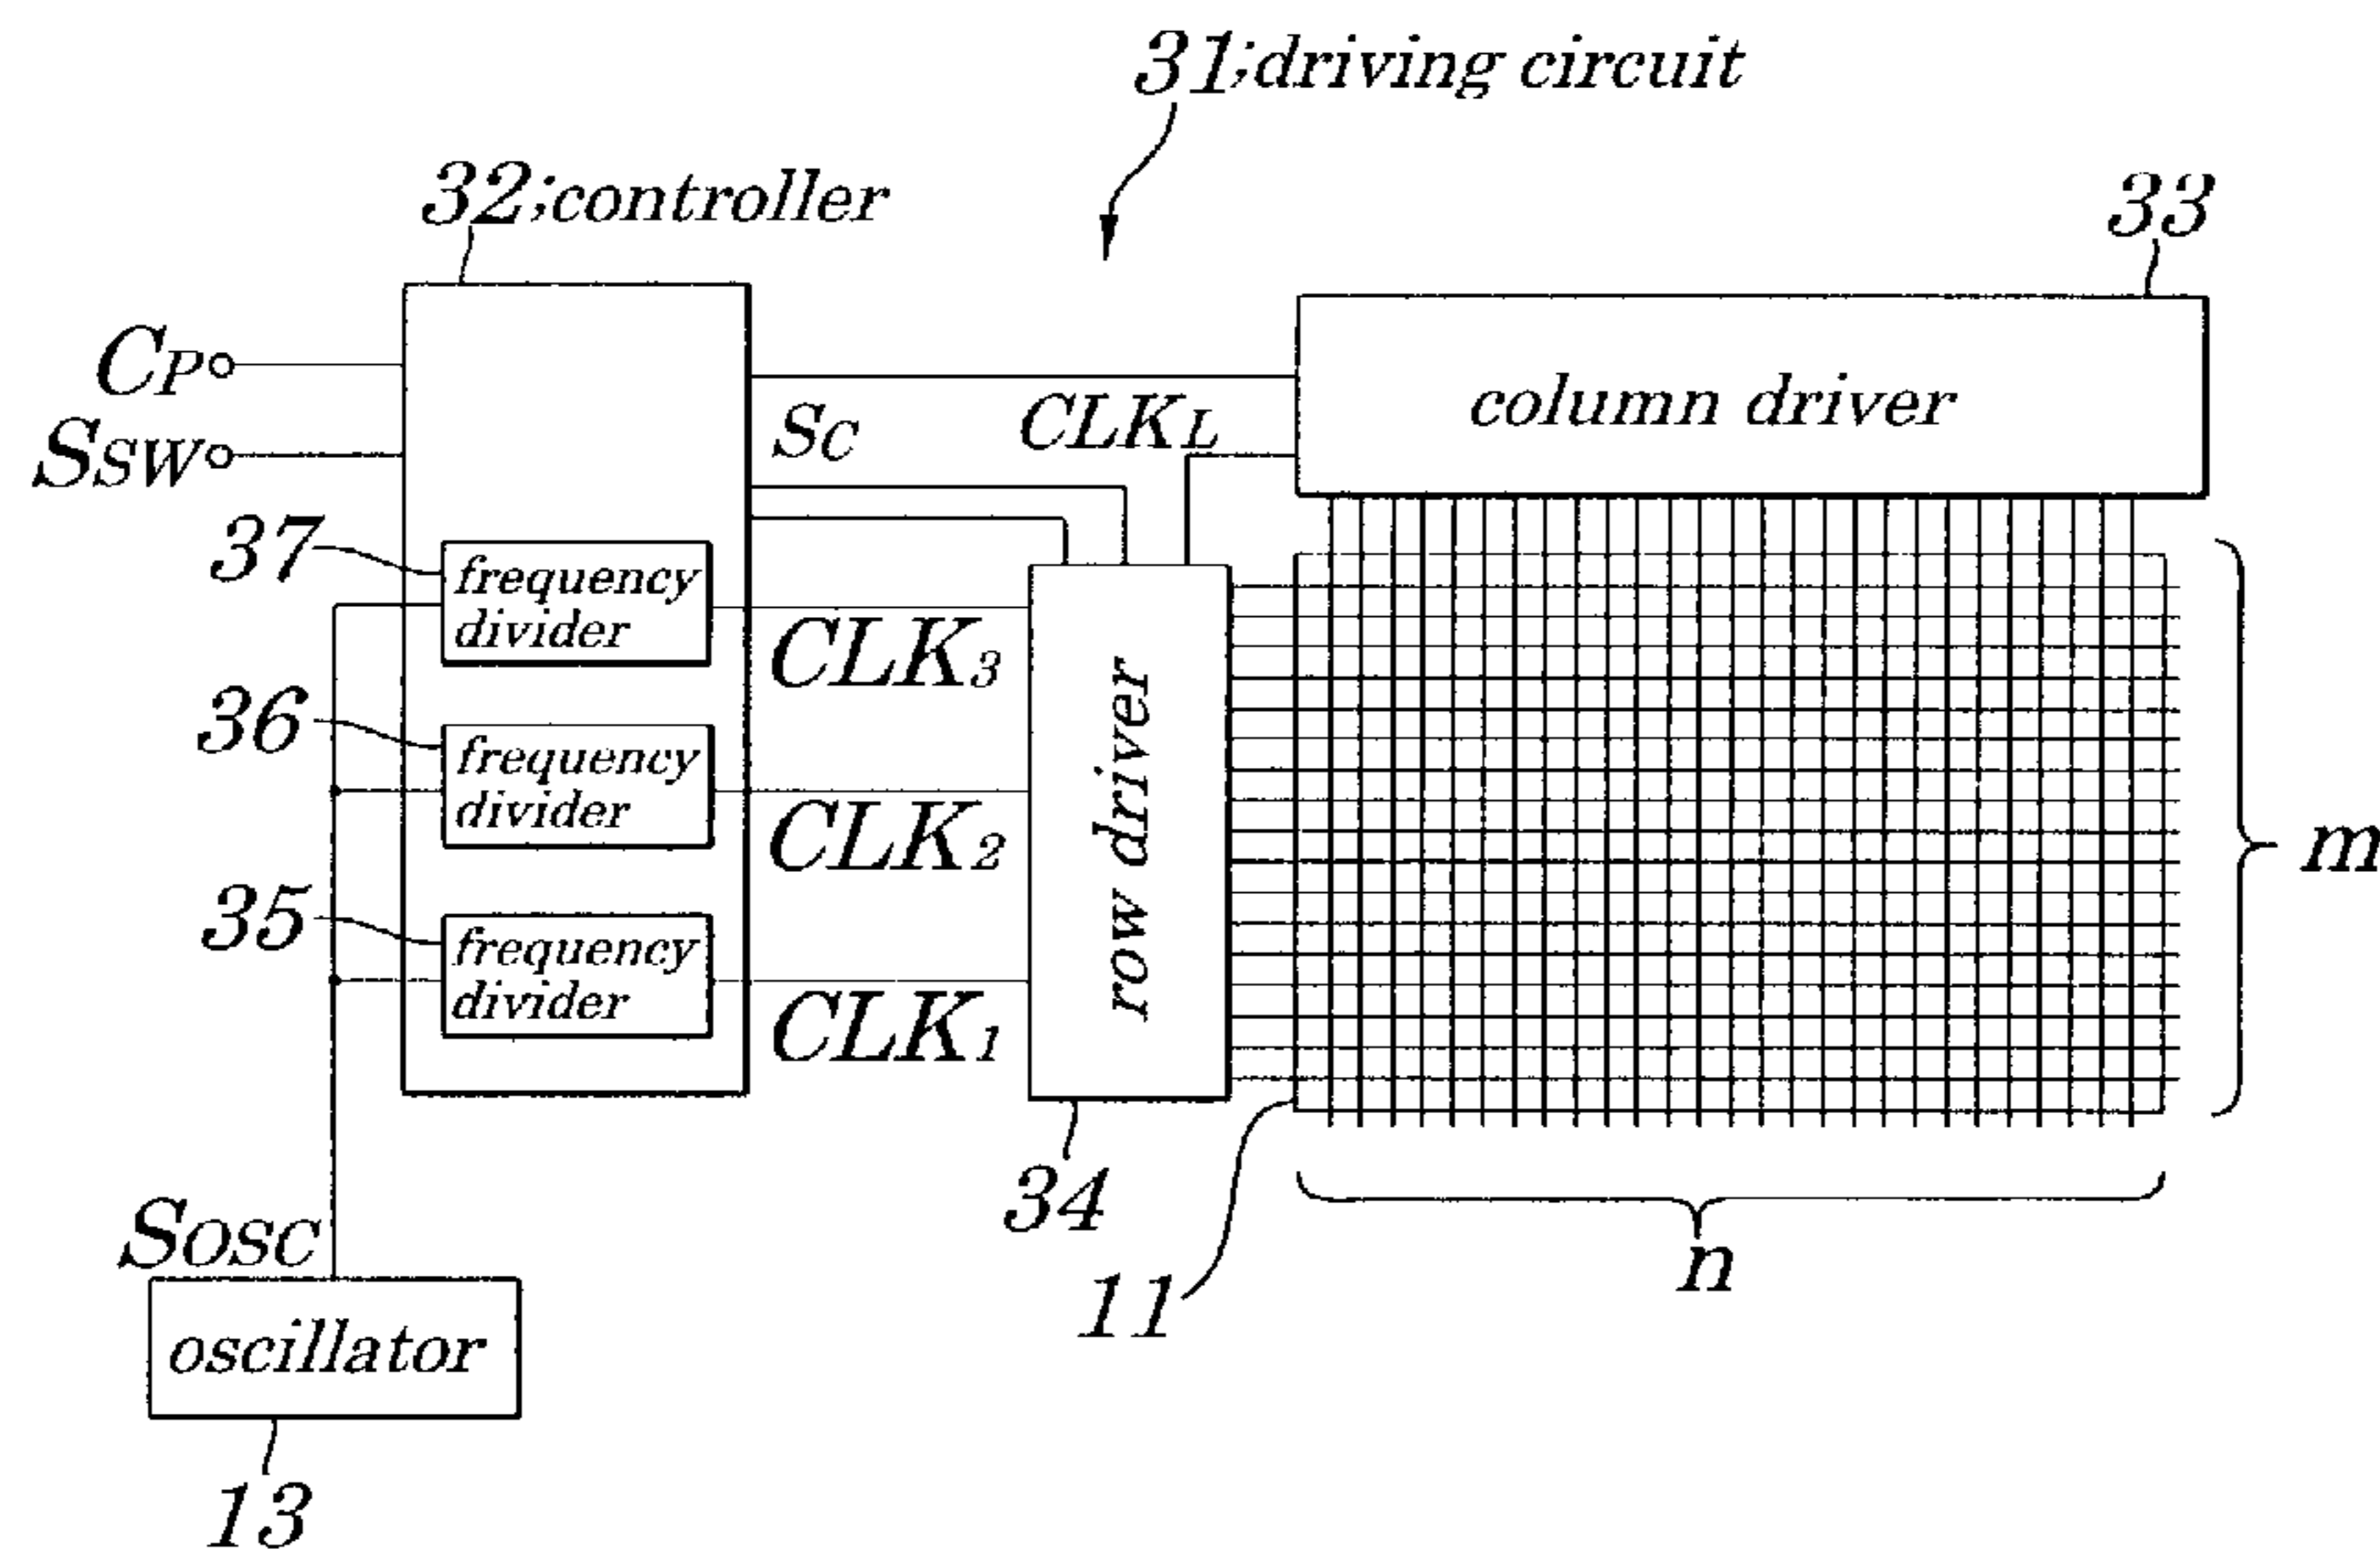 31;driving circuit
32;controller
33
CP
SSW
SC
CLKL
column driver
37
frequency
divider
CLK3
36
frequency
divider
CLK2
35
frequency
divider
CLK1
row driver
m
34
11
n
SOSC
oscillator
13